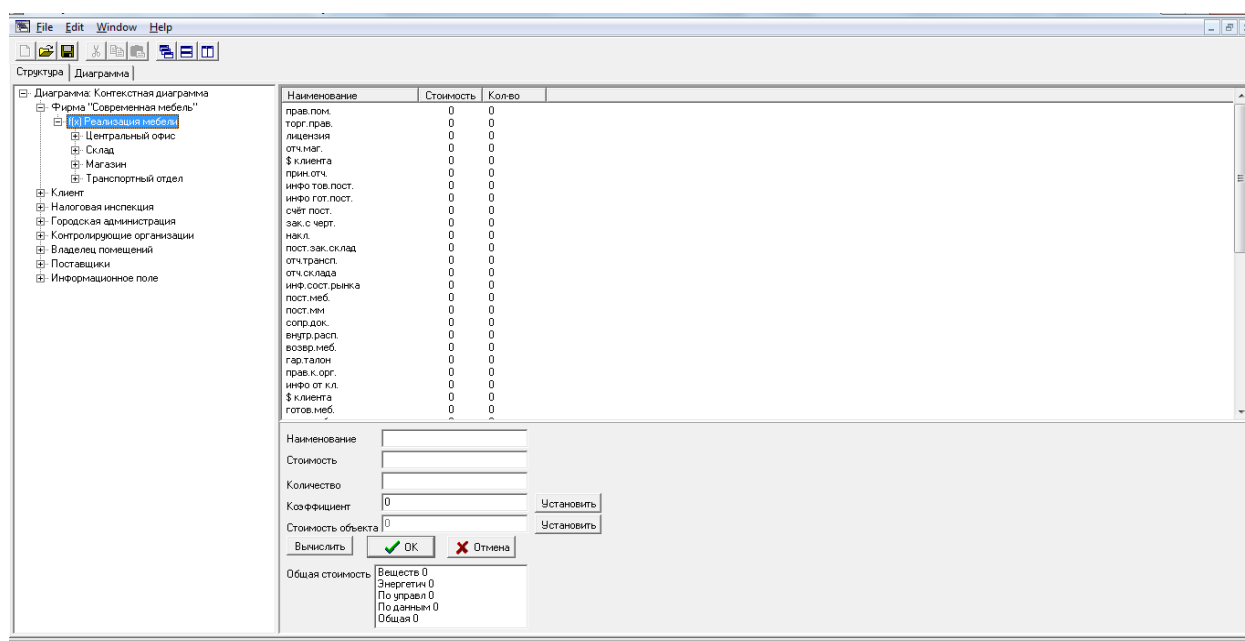 File Edit Window Help
Структура Диаграмма
Диаграмма: Контекстная диаграмма
Фирма "Современная мебель"
f(x) Реализация мебели
Центральный офис
Склад
Магазин
Транспортный отдел
Клиент
Налоговая инспекция
Городская администрация
Контролирующие организации
Владелец помещений
Поставщики
Информационное поле
Наименование Стоимость Кол-во
прав.пом. 0 0
торг.прав. 0 0
лицензия 0 0
отч.маг. 0 0
$ клиента 0 0
прин.отч. 0 0
инфо тов.пост. 0 0
инфо гот.пост. 0 0
счёт пост. 0 0
зак.с черт. 0 0
накл. 0 0
пост.зак.склад 0 0
отч.трансп. 0 0
отч.склада 0 0
инф.сост.рынка 0 0
пост.меб. 0 0
пост.мм 0 0
сопр.док. 0 0
внутр.расп. 0 0
возвр.меб. 0 0
гар.талон 0 0
прав.к.орг. 0 0
инфо от кл. 0 0
$ клиента 0 0
готов.меб. 0 0
Наименование
Стоимость
Количество
Коэффициент 0 Установить
Стоимость объекта 0 Установить
Вычислить OK Отмена
Общая стоимость Веществ 0
Энергетич 0
По управл 0
По данным 0
Общая 0